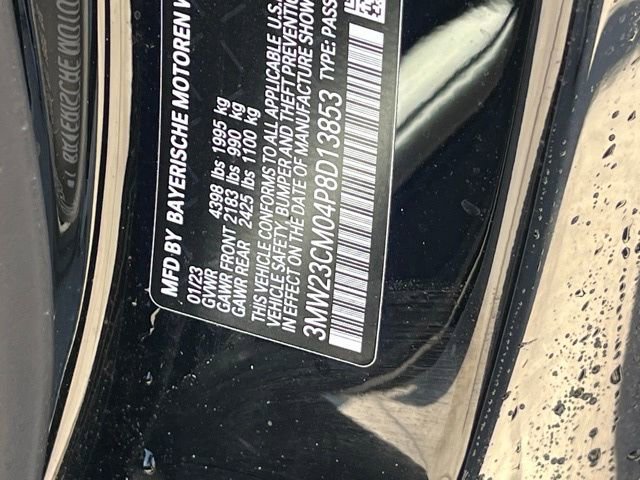 MFD BY BAYERISCHE MOTOREN
01/23
GVWR 4398 lbs 1995 kg
GAWR FRONT 2183 lbs 990 kg
GAWR REAR 2425 lbs 1100 kg
THIS VEHICLE CONFORMS TO ALL APPLICABLE U.S.
VEHICLE SAFETY, BUMPER AND THEFT PREVENTION
IN EFFECT ON THE DATE OF MANUFACTURE SHOWN
3MW23CM04P8D13853 TYPE: PASS